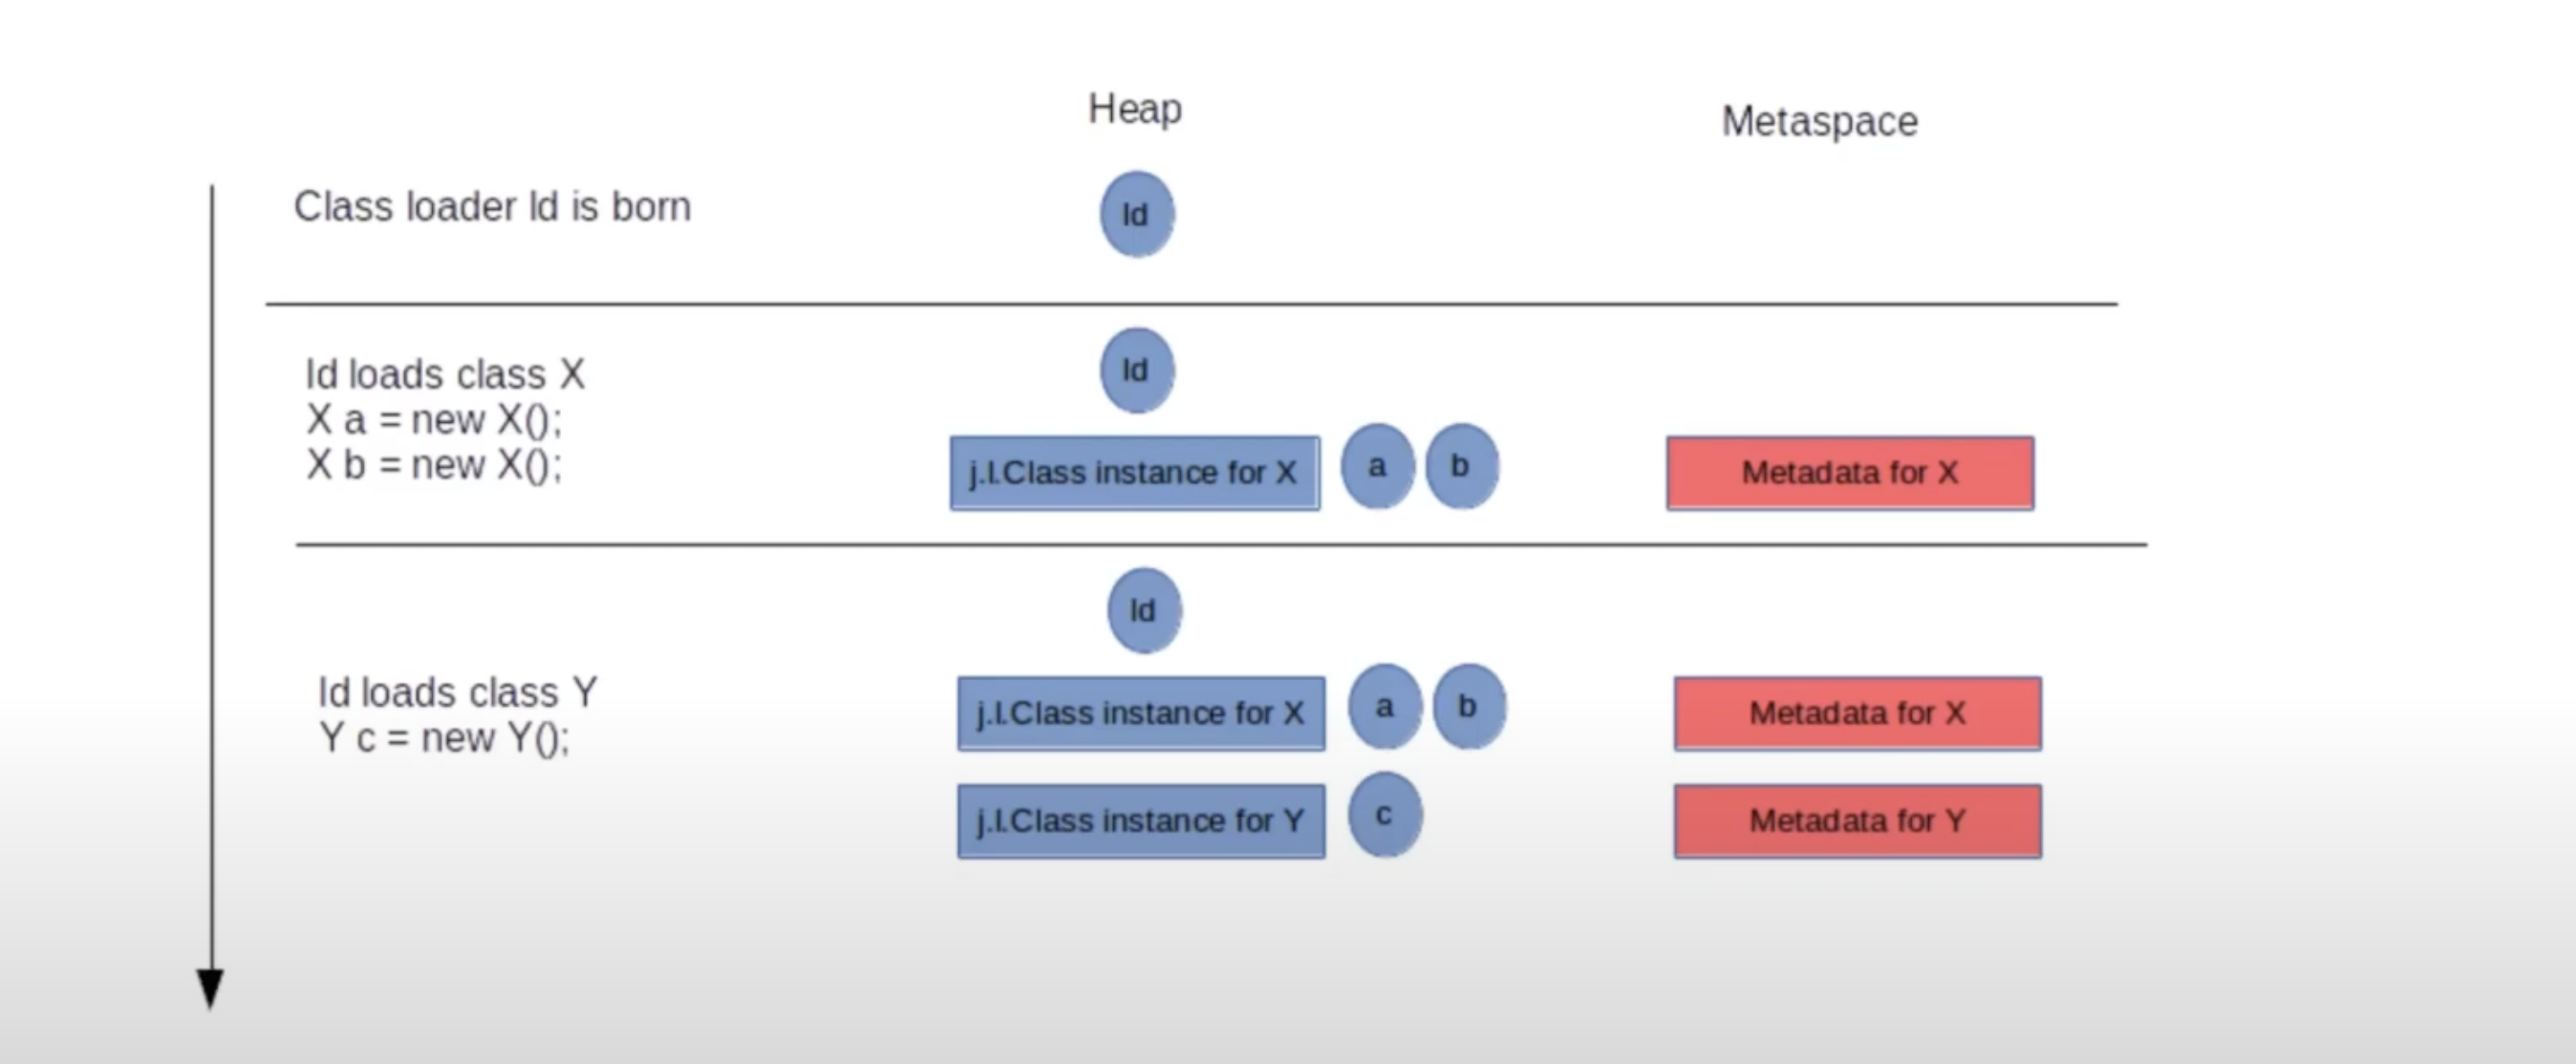 Heap
Metaspace
Class loader Id is born
Id
Id loads class X
X a = new X();
X b = new X();
Id
j.l.Class instance for X
a
b
Metadata for X
Id loads class Y
Y c = new Y();
Id
j.l.Class instance for X
a
b
Metadata for X
j.l.Class instance for Y
c
Metadata for Y